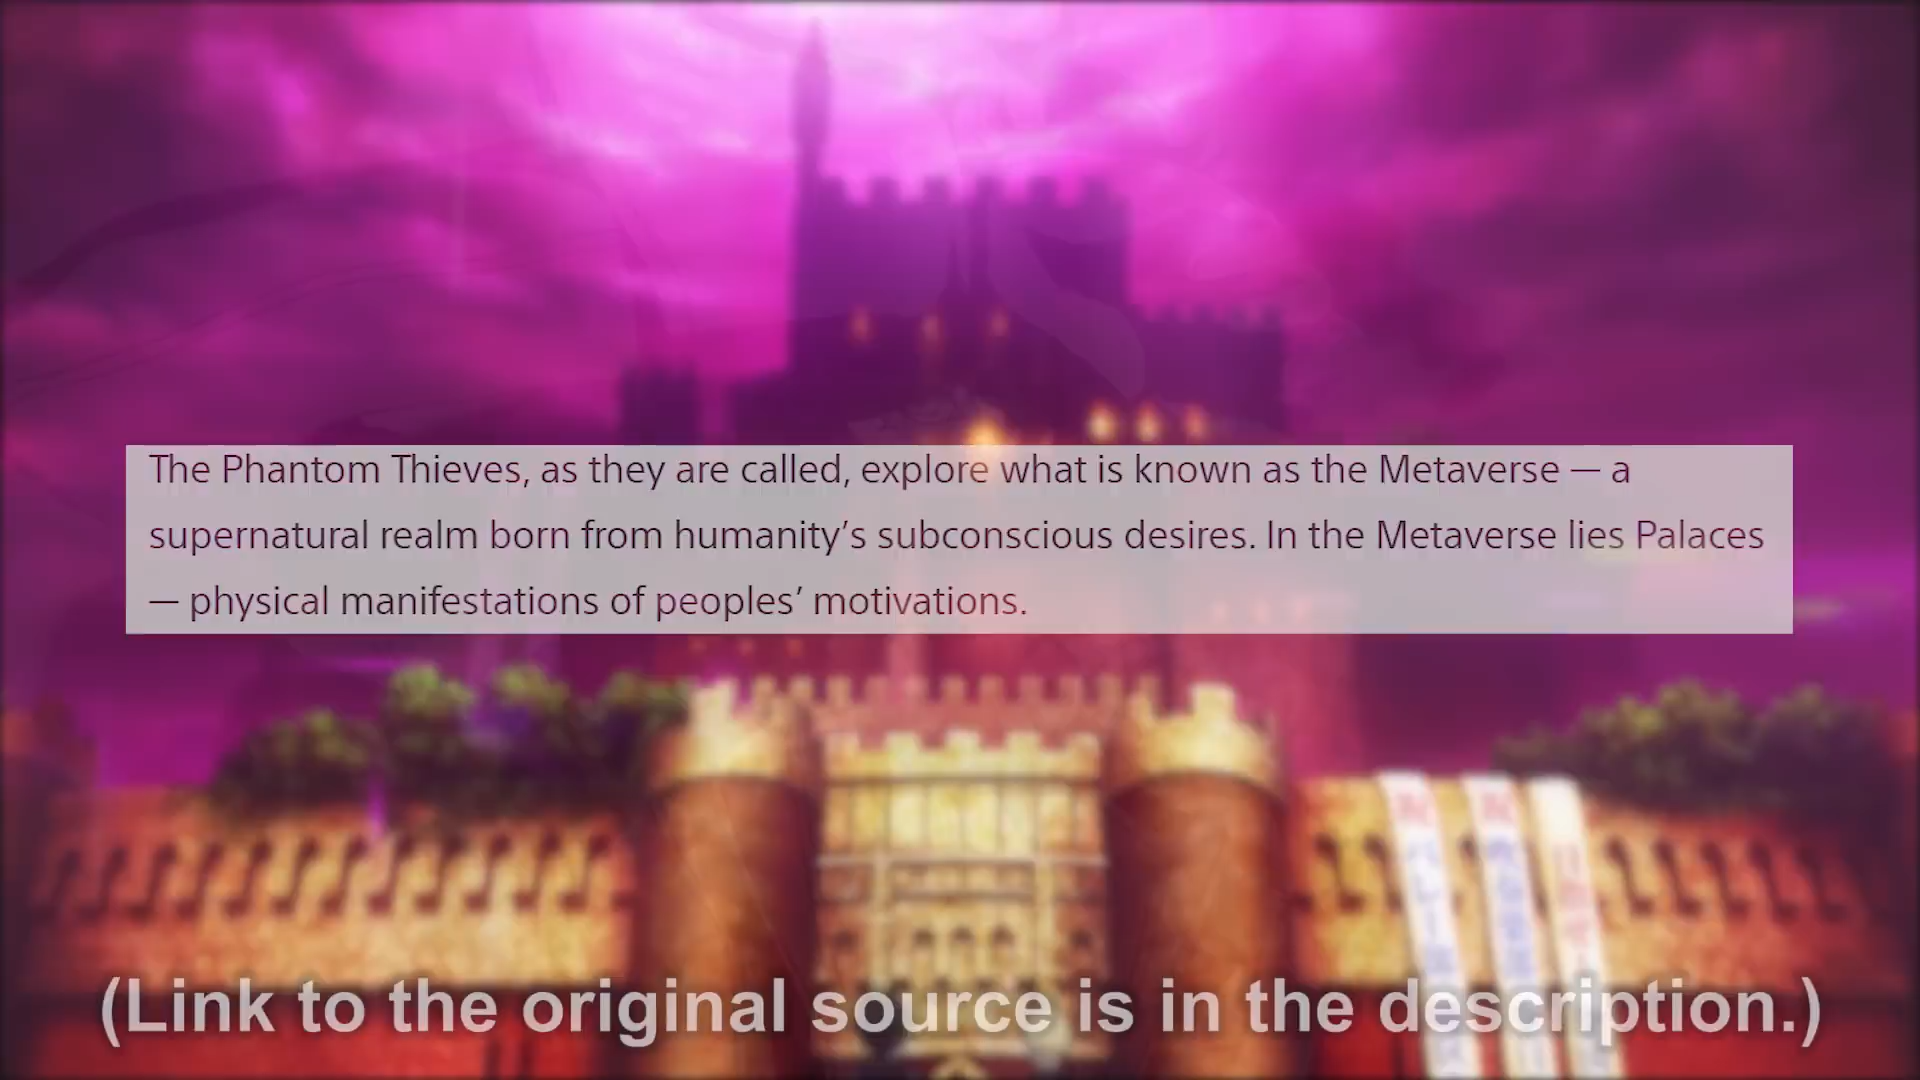 The Phantom Thieves, as they are called, explore what is known as the Metaverse — a
supernatural realm born from humanity’s subconscious desires. In the Metaverse lies Palaces
— physical manifestations of peoples’ motivations.
(Link to the original source is in the description.)